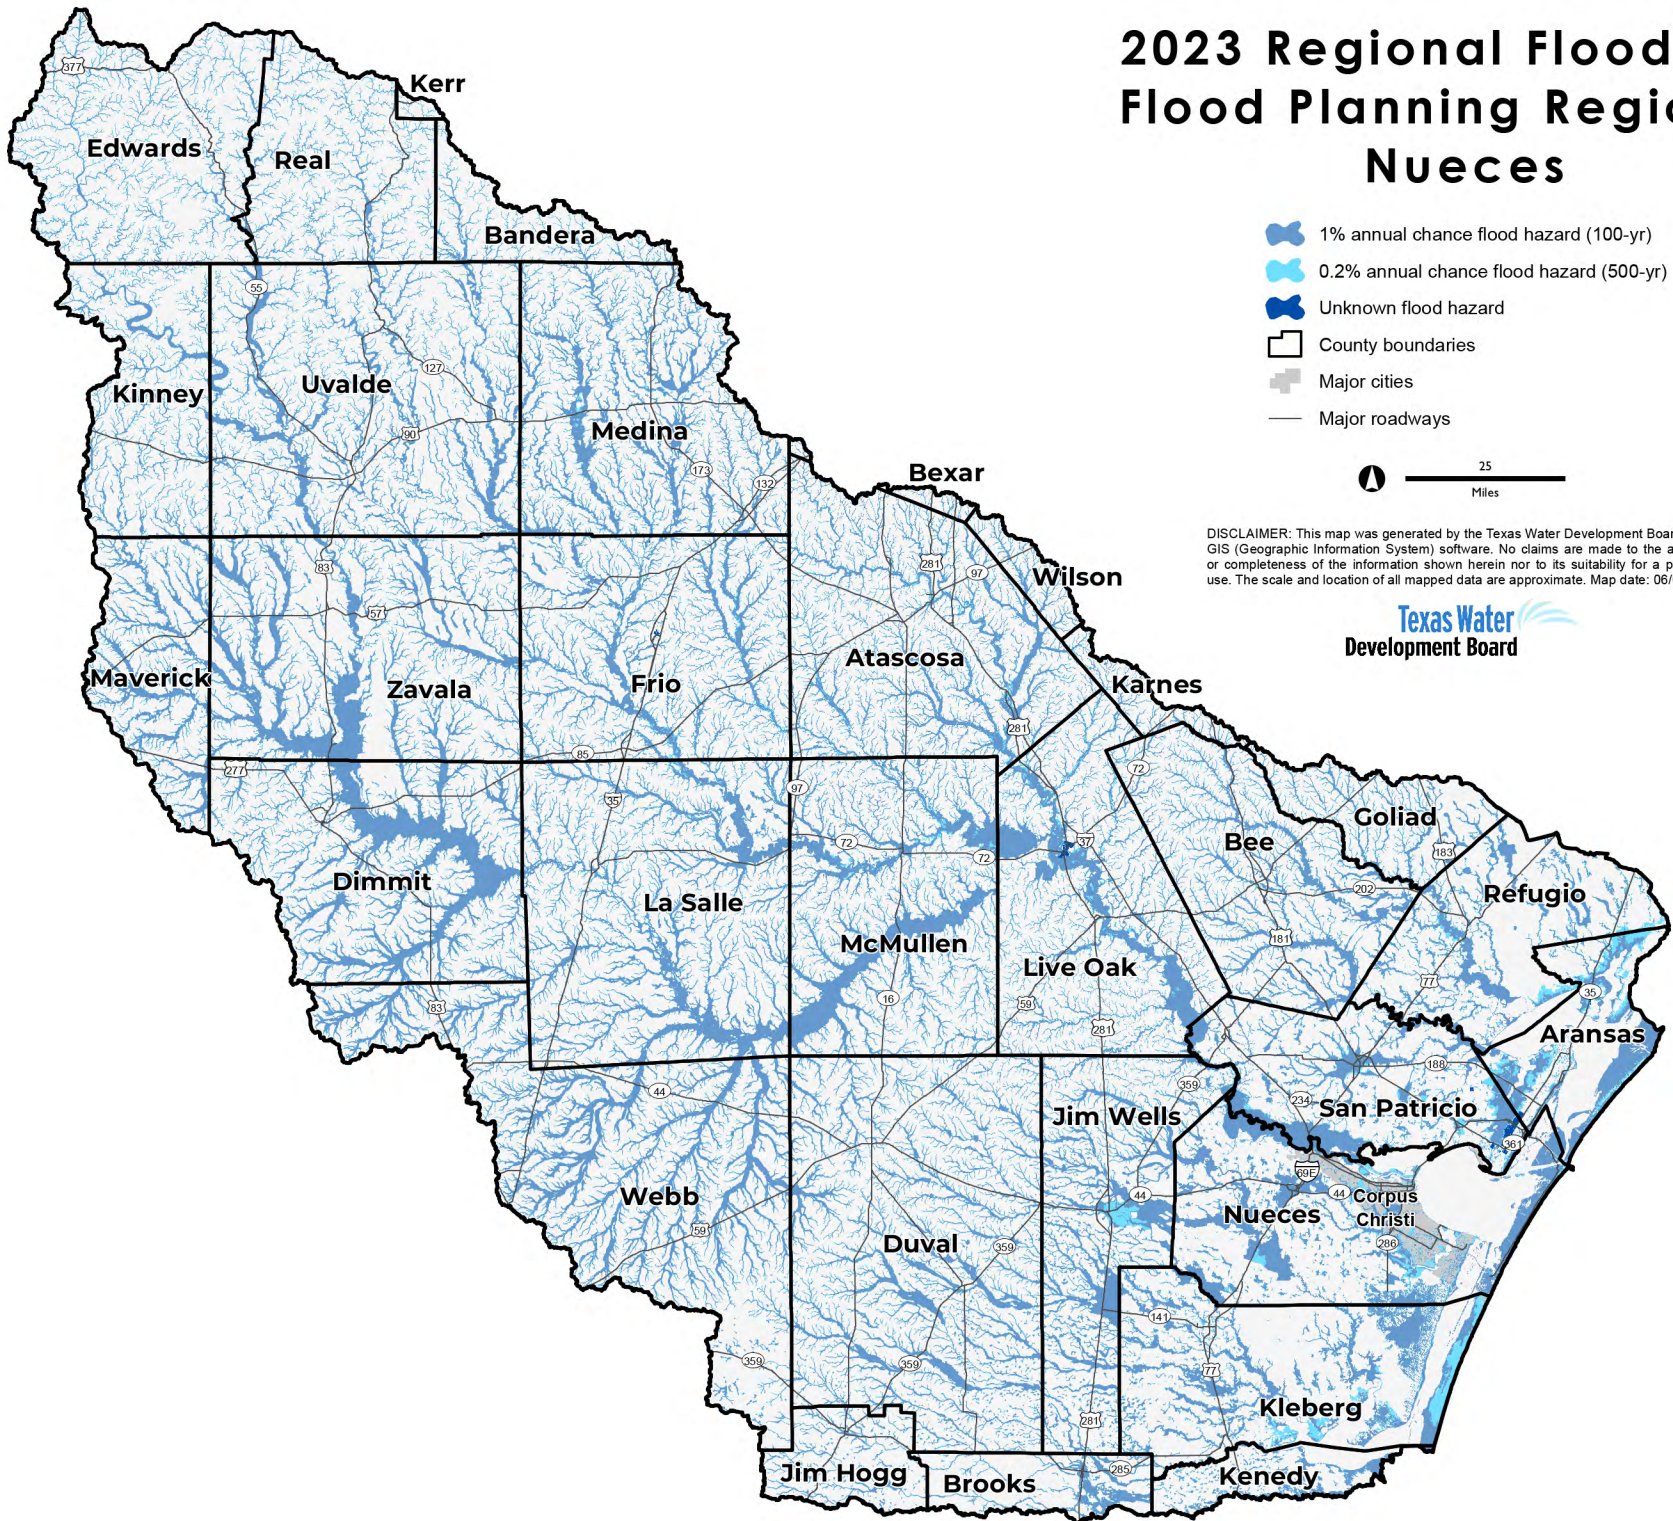 2023 Regional Flood
Flood Planning Regio
Nueces
1% annual chance flood hazard (100-yr)
0.2% annual chance flood hazard (500-yr)
Unknown flood hazard
County boundaries
Major cities
Major roadways
25
Miles
DISCLAIMER: This map was generated by the Texas Water Development Boar
GIS (Geographic Information System) software. No claims are made to the a
or completeness of the information shown herein nor to its suitability for a p
use. The scale and location of all mapped data are approximate. Map date: 06/
Texas Water
Development Board
377
Kerr
Edwards
Real
Bandera
55
Kinney
Uvalde
127
90
Medina
173
132
Bexar
83
57
281
97
Wilson
Maverick
Zavala
Frio
Atascosa
Karnes
281
85
277
35
97
72
72
72
37
Goliad
183
Bee
Dimmit
La Salle
202
Refugio
McMullen
181
Live Oak
77
35
83
16
59
281
Aransas
44
359
188
234
San Patricio
Jim Wells
361
69E
44
44
Corpus
Christi
Webb
59
Nueces
286
Duval
359
141
359
359
77
Kleberg
281
Jim Hogg
Brooks
285
Kenedy